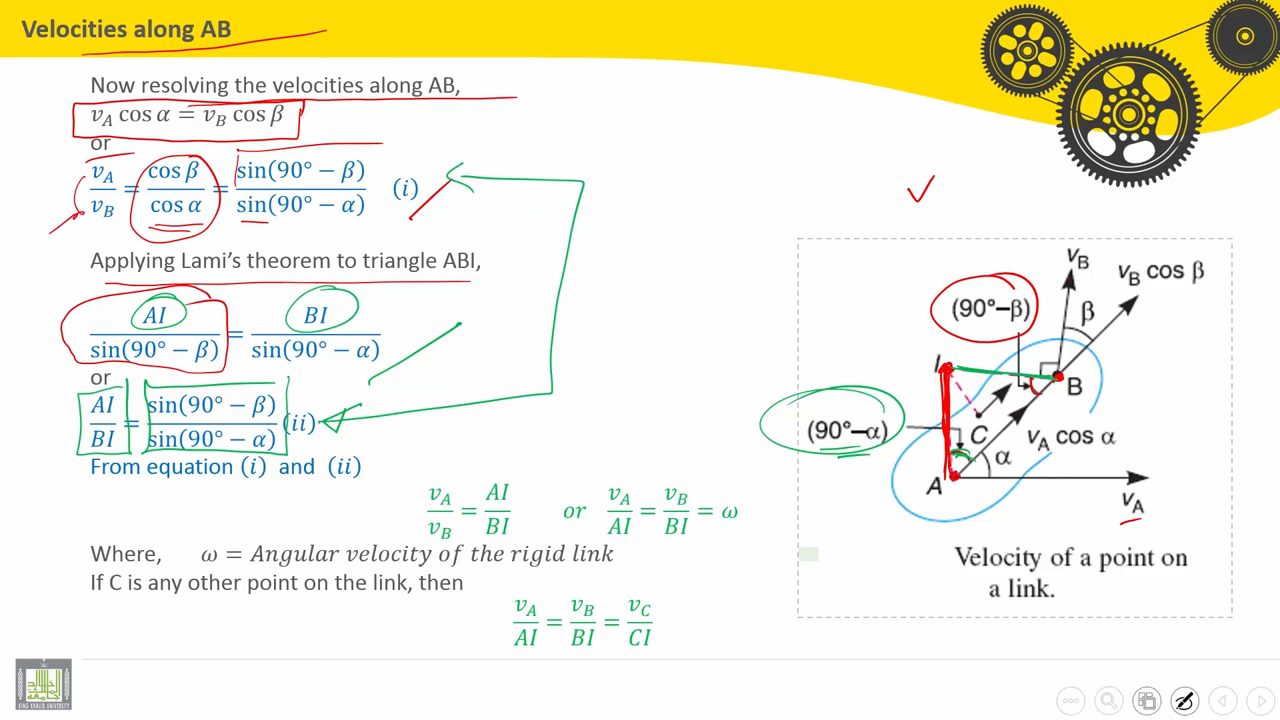 Velocities along AB
Now resolving the velocities along AB,
v_A cos α = v_B cos β
or
v_A/v_B = cos β/cos α = sin(90° − β)/sin(90° − α) (i)
Applying Lami's theorem to triangle ABI,
AI/sin(90° − β) = BI/sin(90° − α)
or
AI/BI = sin(90° − β)/sin(90° − α) (ii)
From equation (i) and (ii)
v_A/v_B = AI/BI or v_A/AI = v_B/BI = ω
Where, ω = Angular velocity of the rigid link
If C is any other point on the link, then
v_A/AI = v_B/BI = v_C/CI
v_B
v_B cos β
(90°–β)
β
I
B
(90°–α)
C
v_A cos α
α
A
v_A
Velocity of a point on
a link.
KING KHALID UNIVERSITY